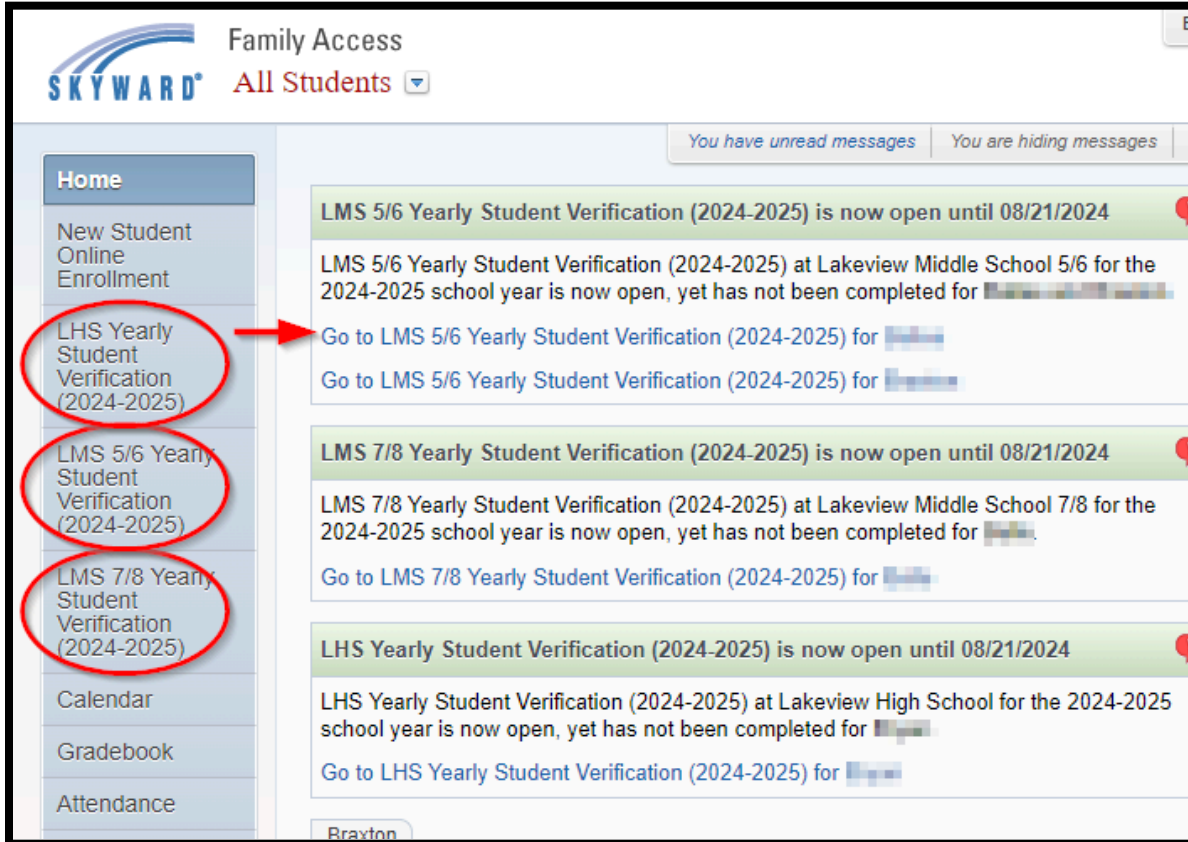 SKYWARD®
Family Access
All Students
You have unread messages
You are hiding messages
Home
New Student
Online
Enrollment
LHS Yearly
Student
Verification
(2024-2025)
LMS 5/6 Yearly
Student
Verification
(2024-2025)
LMS 7/8 Yearly
Student
Verification
(2024-2025)
Calendar
Gradebook
Attendance
LMS 5/6 Yearly Student Verification (2024-2025) is now open until 08/21/2024
LMS 5/6 Yearly Student Verification (2024-2025) at Lakeview Middle School 5/6 for the
2024-2025 school year is now open, yet has not been completed for
Go to LMS 5/6 Yearly Student Verification (2024-2025) for
Go to LMS 5/6 Yearly Student Verification (2024-2025) for
LMS 7/8 Yearly Student Verification (2024-2025) is now open until 08/21/2024
LMS 7/8 Yearly Student Verification (2024-2025) at Lakeview Middle School 7/8 for the
2024-2025 school year is now open, yet has not been completed for
Go to LMS 7/8 Yearly Student Verification (2024-2025) for
LHS Yearly Student Verification (2024-2025) is now open until 08/21/2024
LHS Yearly Student Verification (2024-2025) at Lakeview High School for the 2024-2025
school year is now open, yet has not been completed for
Go to LHS Yearly Student Verification (2024-2025) for
Braxton